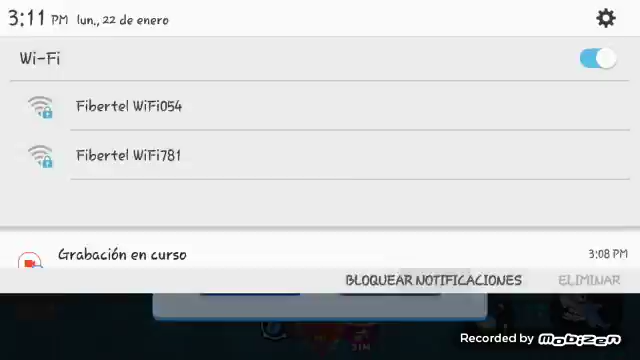 3:11 PM lun., 22 de enero
Wi-Fi
Fibertel WiFi054
Fibertel WiFi781
Grabación en curso
3:08 PM
BLOQUEAR NOTIFICACIONES ELIMINAR
Recorded by Mobizen